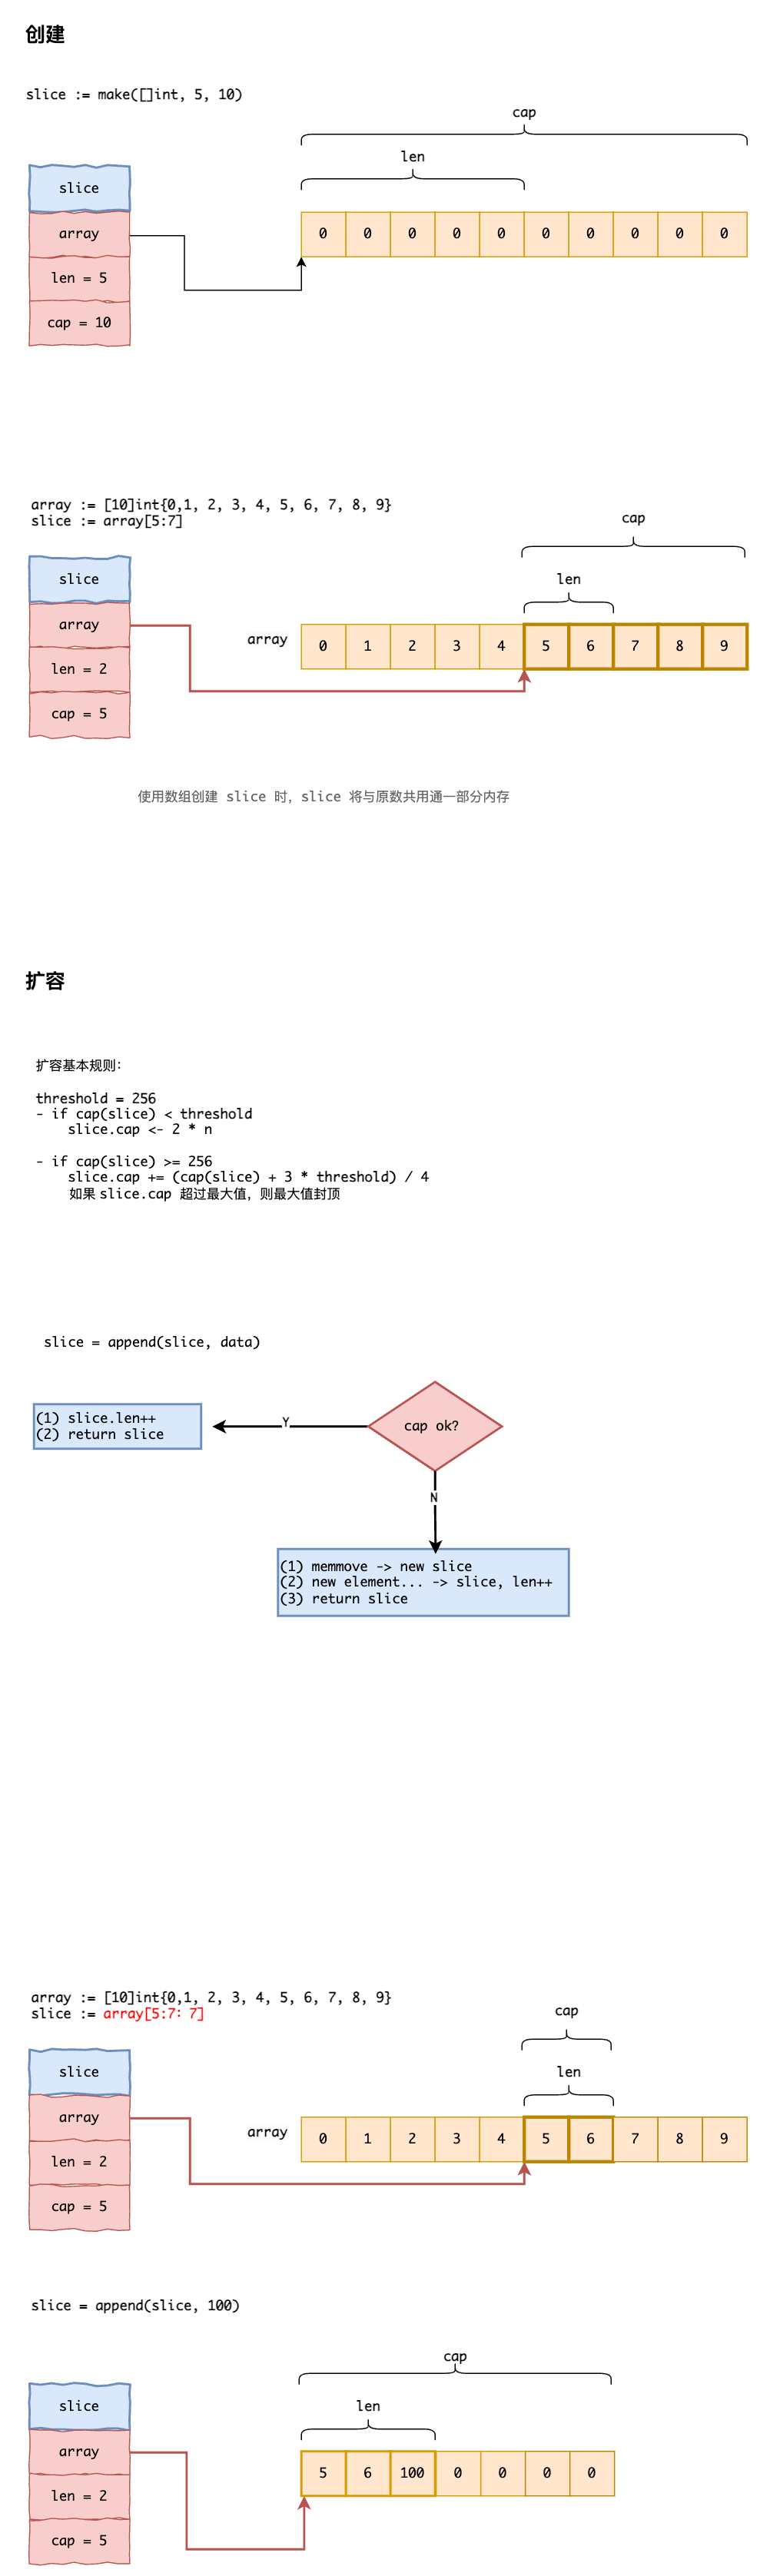 创建
slice := make([]int, 5, 10)
cap
len
slice
array
len = 5
cap = 10
0 0 0 0 0 0 0 0 0 0
array := [10]int{0,1, 2, 3, 4, 5, 6, 7, 8, 9}
slice := array[5:7]
cap
len
slice
array
len = 2
cap = 5
array
0 1 2 3 4 5 6 7 8 9
使用数组创建 slice 时，slice 将与原数共用通一部分内存
扩容
扩容基本规则：
threshold = 256
- if cap(slice) < threshold
slice.cap <- 2 * n
- if cap(slice) >= 256
slice.cap += (cap(slice) + 3 * threshold) / 4
如果 slice.cap 超过最大值，则最大值封顶
slice = append(slice, data)
cap ok?
Y
(1) slice.len++
(2) return slice
N
(1) memmove -> new slice
(2) new element... -> slice, len++
(3) return slice
array := [10]int{0,1, 2, 3, 4, 5, 6, 7, 8, 9}
slice := array[5:7：7]
cap
len
slice
array
len = 2
cap = 5
array
0 1 2 3 4 5 6 7 8 9
slice = append(slice, 100)
cap
len
slice
array
len = 2
cap = 5
5 6 100 0 0 0 0